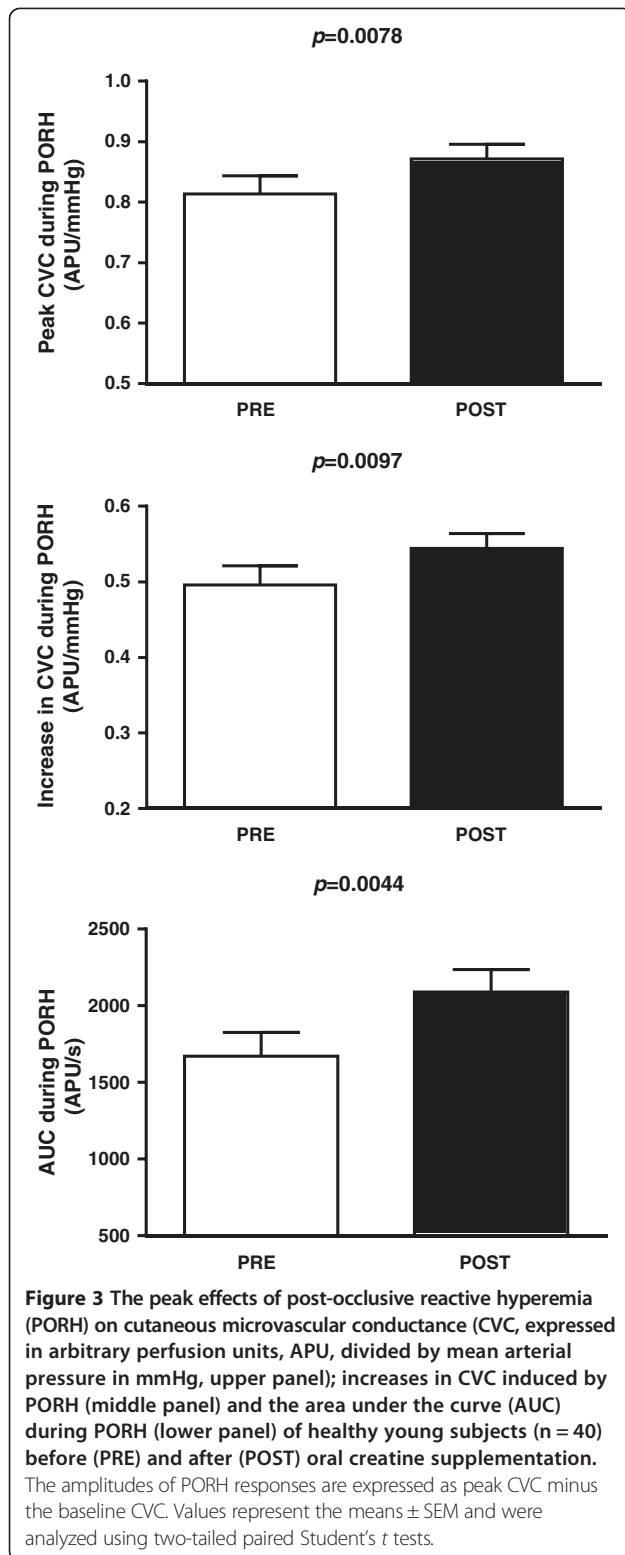 p=0.0078
1.0
0.9
0.8
0.7
0.6
0.5
Peak CVC during PORH
(APU/mmHg)
PRE
POST
p=0.0097
0.6
0.5
0.4
0.3
0.2
Increase in CVC during PORH
(APU/mmHg)
PRE
POST
p=0.0044
2500
2000
1500
1000
500
AUC during PORH
(APU/s)
PRE
POST
Figure 3 The peak effects of post-occlusive reactive hyperemia
(PORH) on cutaneous microvascular conductance (CVC, expressed
in arbitrary perfusion units, APU, divided by mean arterial
pressure in mmHg, upper panel); increases in CVC induced by
PORH (middle panel) and the area under the curve (AUC)
during PORH (lower panel) of healthy young subjects (n = 40)
before (PRE) and after (POST) oral creatine supplementation.
The amplitudes of PORH responses are expressed as peak CVC minus
the baseline CVC. Values represent the means ± SEM and were
analyzed using two-tailed paired Student's t tests.